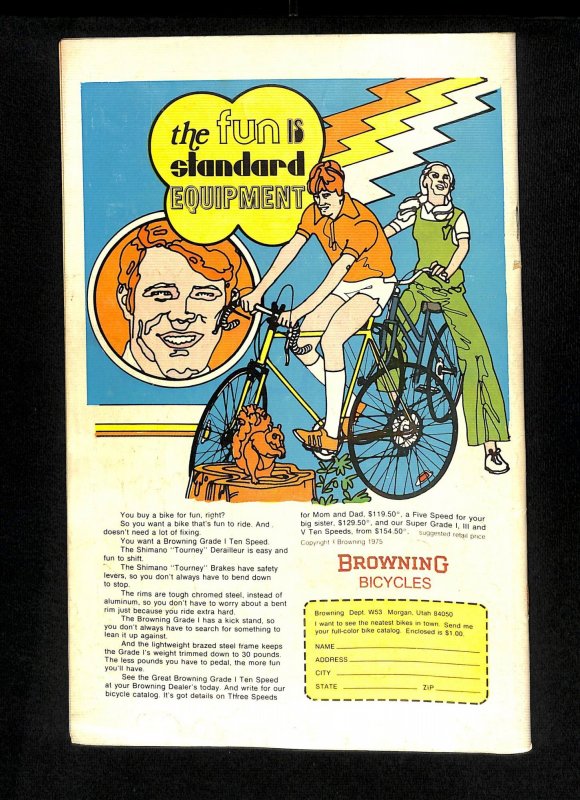 the fun IS
standard
EQUIPMENT
You buy a bike for fun, right?
So you want a bike that's fun to ride. And
doesn't need a lot of fixing.
You want a Browning Grade I Ten Speed.
The Shimano "Tourney" Derailleur is easy and
fun to shift.
The Shimano "Tourney" Brakes have safety
levers, so you don't always have to bend down
to stop.
The rims are tough chromed steel, instead of
aluminum, so you don't have to worry about a bent
rim just because you ride extra hard.
The Browning Grade I has a kick stand, so
you don't always have to search for something to
lean it up against.
And the lightweight brazed steel frame keeps
the Grade I's weight trimmed down to 30 pounds.
The less pounds you have to pedal, the more fun
you'll have.
See the Great Browning Grade I Ten Speed
at your Browning Dealer's today. And write for our
bicycle catalog. It's got details on Three Speeds
for Mom and Dad, $119.50*, a Five Speed for your
big sister, $129.50*, and our Super Grade I, III and
V Ten Speeds, from $154.50*. *suggested retail price
Copyright © Browning 1975
BROWNING
BICYCLES
Browning Dept. W53 Morgan, Utah 84050
I want to see the neatest bikes in town. Send me
your full-color bike catalog. Enclosed is $1.00.
NAME
ADDRESS
CITY
STATE ZIP